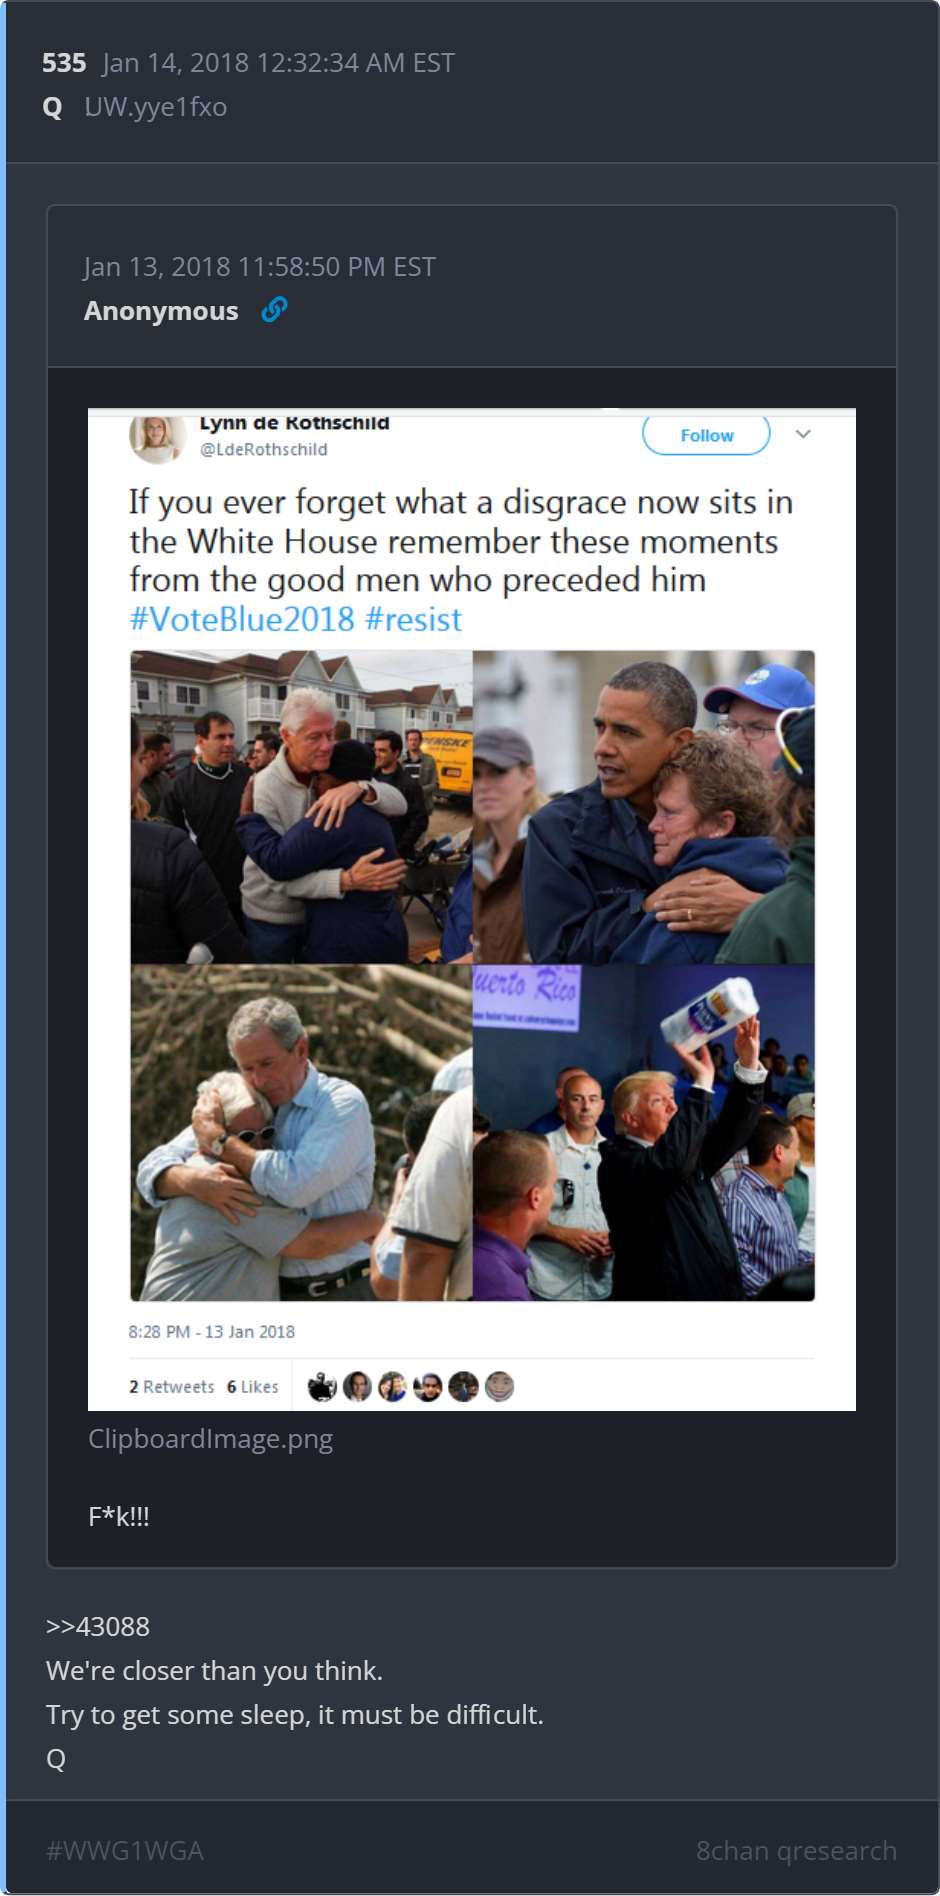 535 Jan 14, 2018 12:32:34 AM EST
Q UW.yye1fxo
Jan 13, 2018 11:58:50 PM EST
Anonymous
Lynn de Rothschild
@LdeRothschild
Follow
If you ever forget what a disgrace now sits in
the White House remember these moments
from the good men who preceded him
#VoteBlue2018 #resist
PENSKE
uerto Rico
8:28 PM - 13 Jan 2018
2 Retweets 6 Likes
ClipboardImage.png
F*k!!!
>>43088
We're closer than you think.
Try to get some sleep, it must be difficult.
Q
#WWG1WGA 8chan qresearch